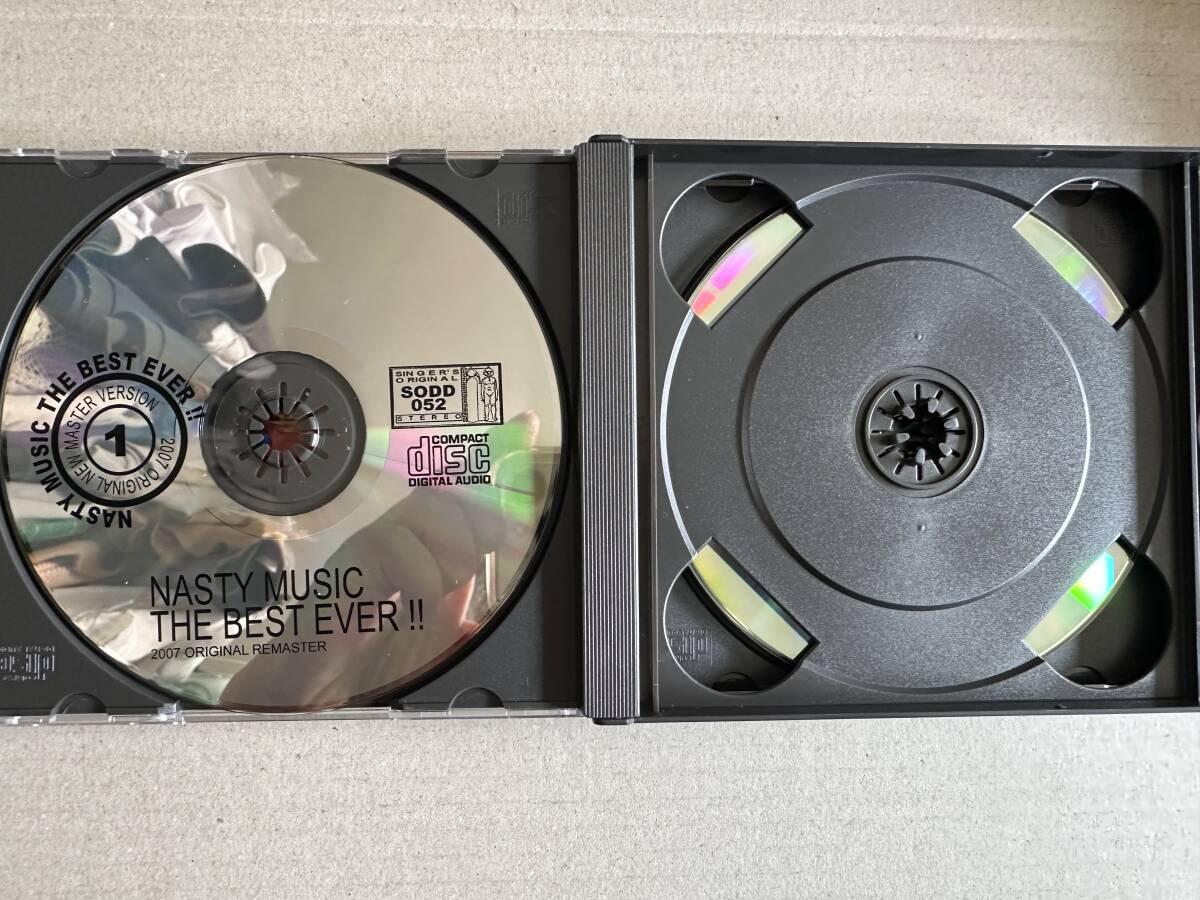 NASTY MUSIC THE BEST EVER !!
2007 ORIGINAL NEW MASTER VERSION
1
SINGER'S
ORIGINAL
SODD
052
STEREO
COMPACT
disc
DIGITAL AUDIO
NASTY MUSIC
THE BEST EVER !!
2007 ORIGINAL REMASTER